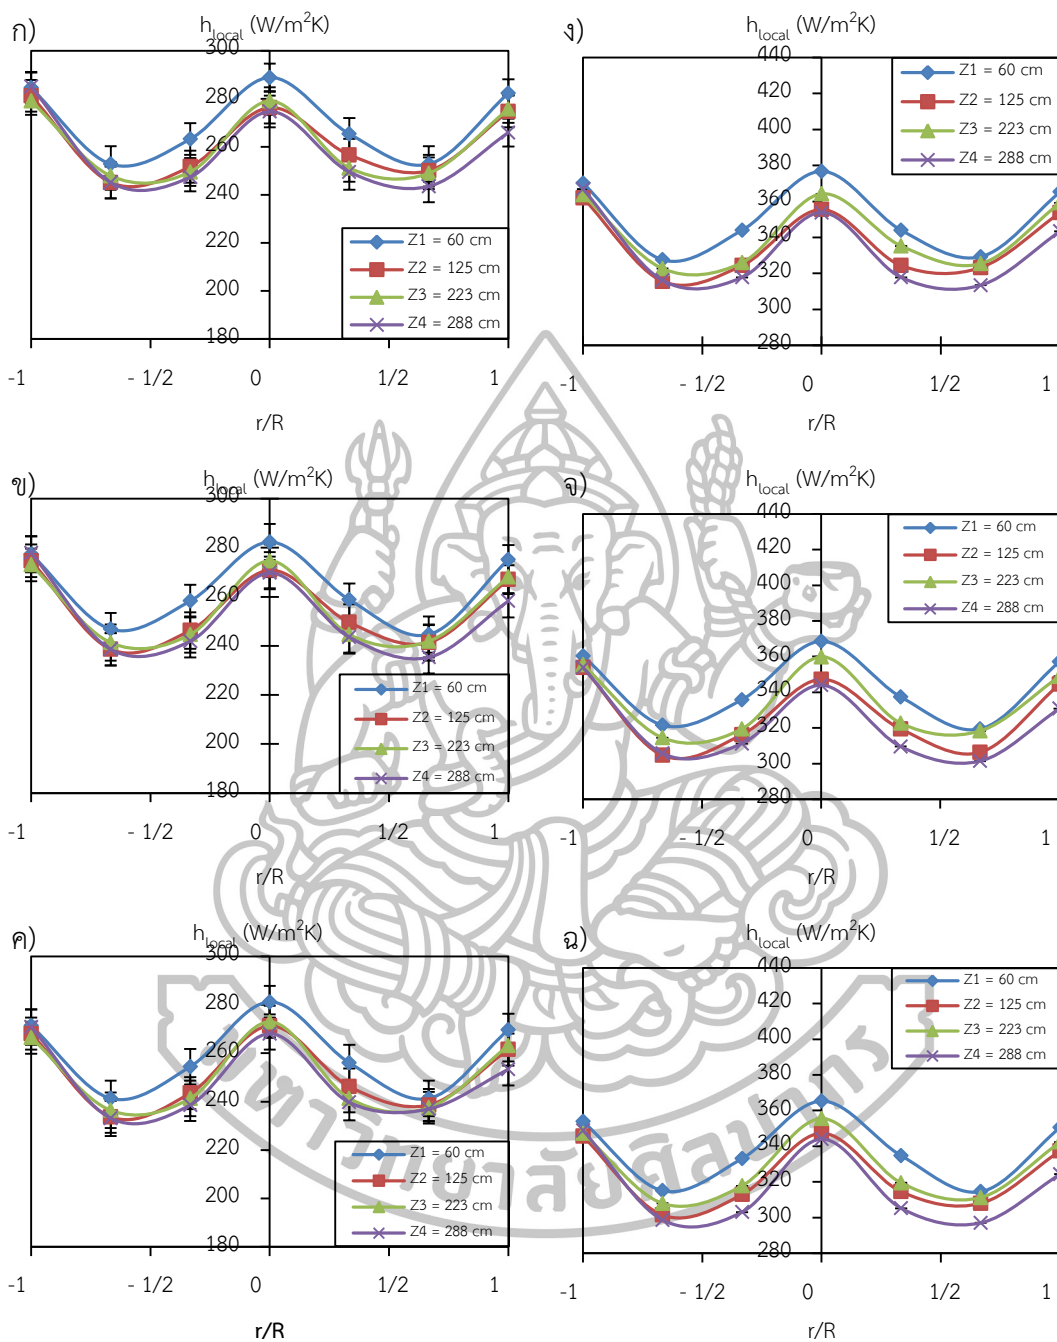 ก)
h_local (W/m²K)
300
280
260
240
220
200
180
-1
- 1/2
0
1/2
1
r/R
Z1 = 60 cm
Z2 = 125 cm
Z3 = 223 cm
Z4 = 288 cm
ง)
h_local (W/m²K)
440
420
400
380
360
340
320
300
280
-1
- 1/2
0
1/2
1
r/R
Z1 = 60 cm
Z2 = 125 cm
Z3 = 223 cm
Z4 = 288 cm
ข)
h_local (W/m²K)
300
280
260
240
220
200
180
-1
- 1/2
0
1/2
1
r/R
Z1 = 60 cm
Z2 = 125 cm
Z3 = 223 cm
Z4 = 288 cm
จ)
h_local (W/m²K)
440
420
400
380
360
340
320
300
280
-1
- 1/2
0
1/2
1
r/R
Z1 = 60 cm
Z2 = 125 cm
Z3 = 223 cm
Z4 = 288 cm
ค)
h_local (W/m²K)
300
280
260
240
220
200
180
-1
- 1/2
0
1/2
1
r/R
Z1 = 60 cm
Z2 = 125 cm
Z3 = 223 cm
Z4 = 288 cm
ฉ)
h_local (W/m²K)
440
420
400
380
360
340
320
300
280
-1
- 1/2
0
1/2
1
r/R
Z1 = 60 cm
Z2 = 125 cm
Z3 = 223 cm
Z4 = 288 cm